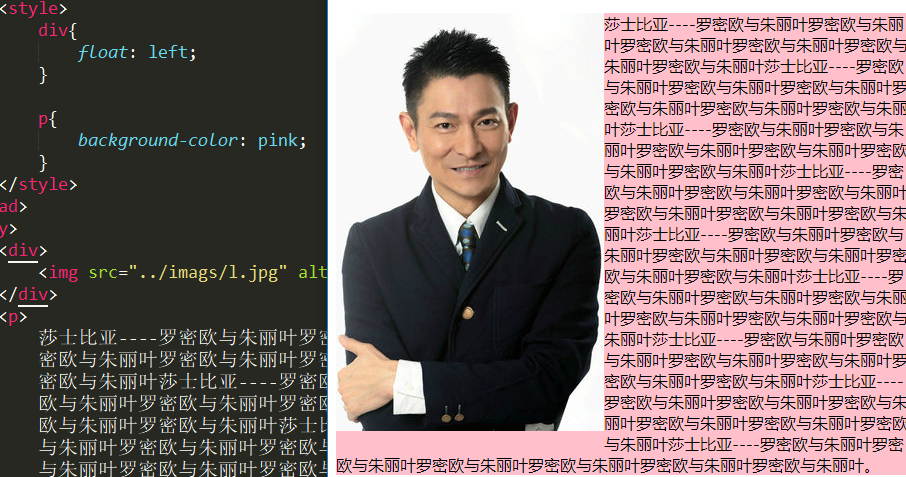 <style>
div{
float: left;
}
p{
background-color: pink;
}
</style>
ad>
y>
<div>
<img src="../imags/l.jpg" alt
</div>
<p>
莎士比亚----罗密欧与朱丽叶罗密
密欧与朱丽叶罗密欧与朱丽叶罗密
密欧与朱丽叶莎士比亚----罗密欧
欧与朱丽叶罗密欧与朱丽叶罗密欧
欧与朱丽叶罗密欧与朱丽叶莎士比
与朱丽叶罗密欧与朱丽叶罗密欧与
与朱丽叶罗密欧与朱丽叶罗密欧与
莎士比亚----罗密欧与朱丽叶罗密欧与朱丽
叶罗密欧与朱丽叶罗密欧与朱丽叶罗密欧与
朱丽叶罗密欧与朱丽叶莎士比亚----罗密欧
与朱丽叶罗密欧与朱丽叶罗密欧与朱丽叶罗
密欧与朱丽叶罗密欧与朱丽叶罗密欧与朱丽
叶莎士比亚----罗密欧与朱丽叶罗密欧与朱
丽叶罗密欧与朱丽叶罗密欧与朱丽叶罗密欧
与朱丽叶罗密欧与朱丽叶莎士比亚----罗密
欧与朱丽叶罗密欧与朱丽叶罗密欧与朱丽叶
罗密欧与朱丽叶罗密欧与朱丽叶罗密欧与朱
丽叶莎士比亚----罗密欧与朱丽叶罗密欧与
朱丽叶罗密欧与朱丽叶罗密欧与朱丽叶罗密
欧与朱丽叶罗密欧与朱丽叶莎士比亚----罗
密欧与朱丽叶罗密欧与朱丽叶罗密欧与朱丽
叶罗密欧与朱丽叶罗密欧与朱丽叶罗密欧与
朱丽叶莎士比亚----罗密欧与朱丽叶罗密欧
与朱丽叶罗密欧与朱丽叶罗密欧与朱丽叶罗
密欧与朱丽叶罗密欧与朱丽叶莎士比亚----
罗密欧与朱丽叶罗密欧与朱丽叶罗密欧与朱
丽叶罗密欧与朱丽叶罗密欧与朱丽叶罗密欧
与朱丽叶莎士比亚----罗密欧与朱丽叶罗密
欧与朱丽叶罗密欧与朱丽叶罗密欧与朱丽叶罗密欧与朱丽叶罗密欧与朱丽叶。